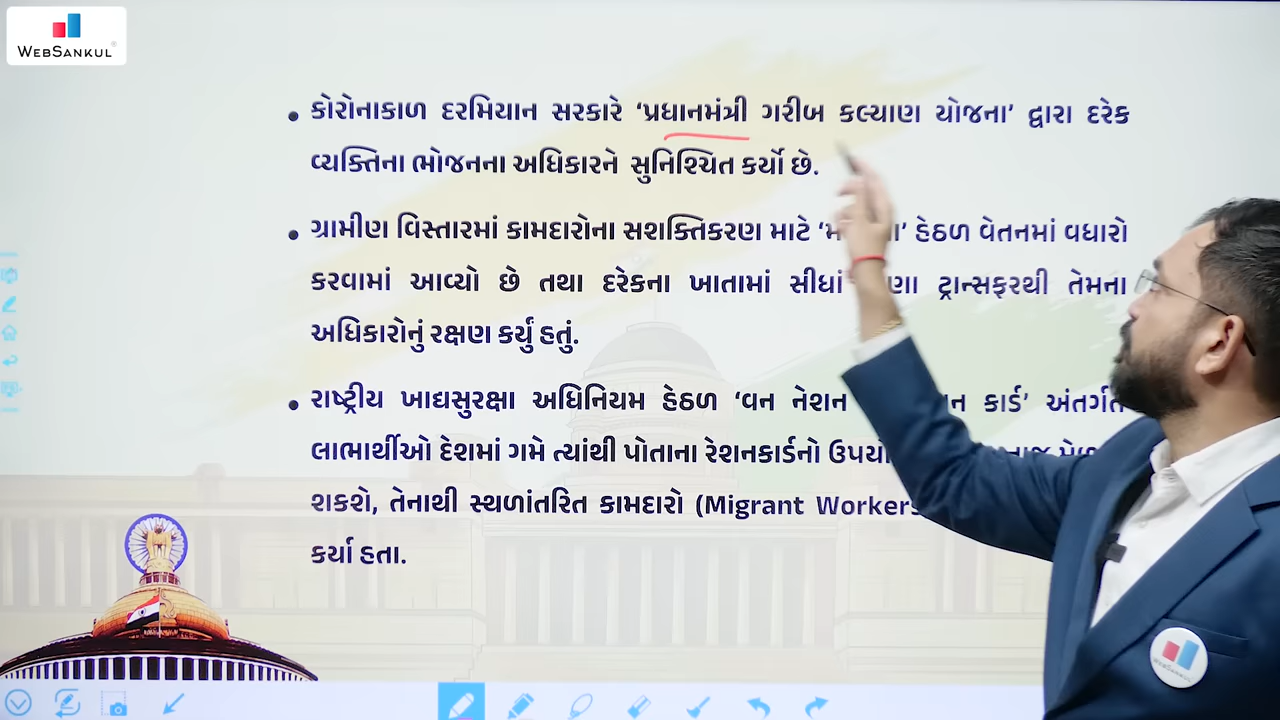 WEBSANKUL
કોરોનાકાળ દરમિયાન સરકારે ‘પ્રધાનમંત્રી ગરીબ કલ્યાણ યોજના’ દ્વારા દરેક
વ્યક્તિના ભોજનના અધિકારને સુનિશ્ચિત કર્યો છે.
ગ્રામીણ વિસ્તારમાં કામદારોના સશક્તિકરણ માટે હેઠળ વેતનમાં વધારો
કરવામાં આવ્યો છે તથા દરેકના ખાતામાં સીધાં ટ્રાન્સફરથી તેમના
અધિકારોનું રક્ષણ કર્યું હતું.
રાષ્ટ્રીય ખાદ્યસુરક્ષા અધિનિયમ હેઠળ ‘વન નેશન કાર્ડ’ અંતર્ગત
લાભાર્થીઓ દેશમાં ગમે ત્યાંથી પોતાના રેશનકાર્ડનો
શકશે, તેનાથી સ્થળાંતરિત કામદારો (Migrant Workers
કર્યા હતા.
WEBSANKUL